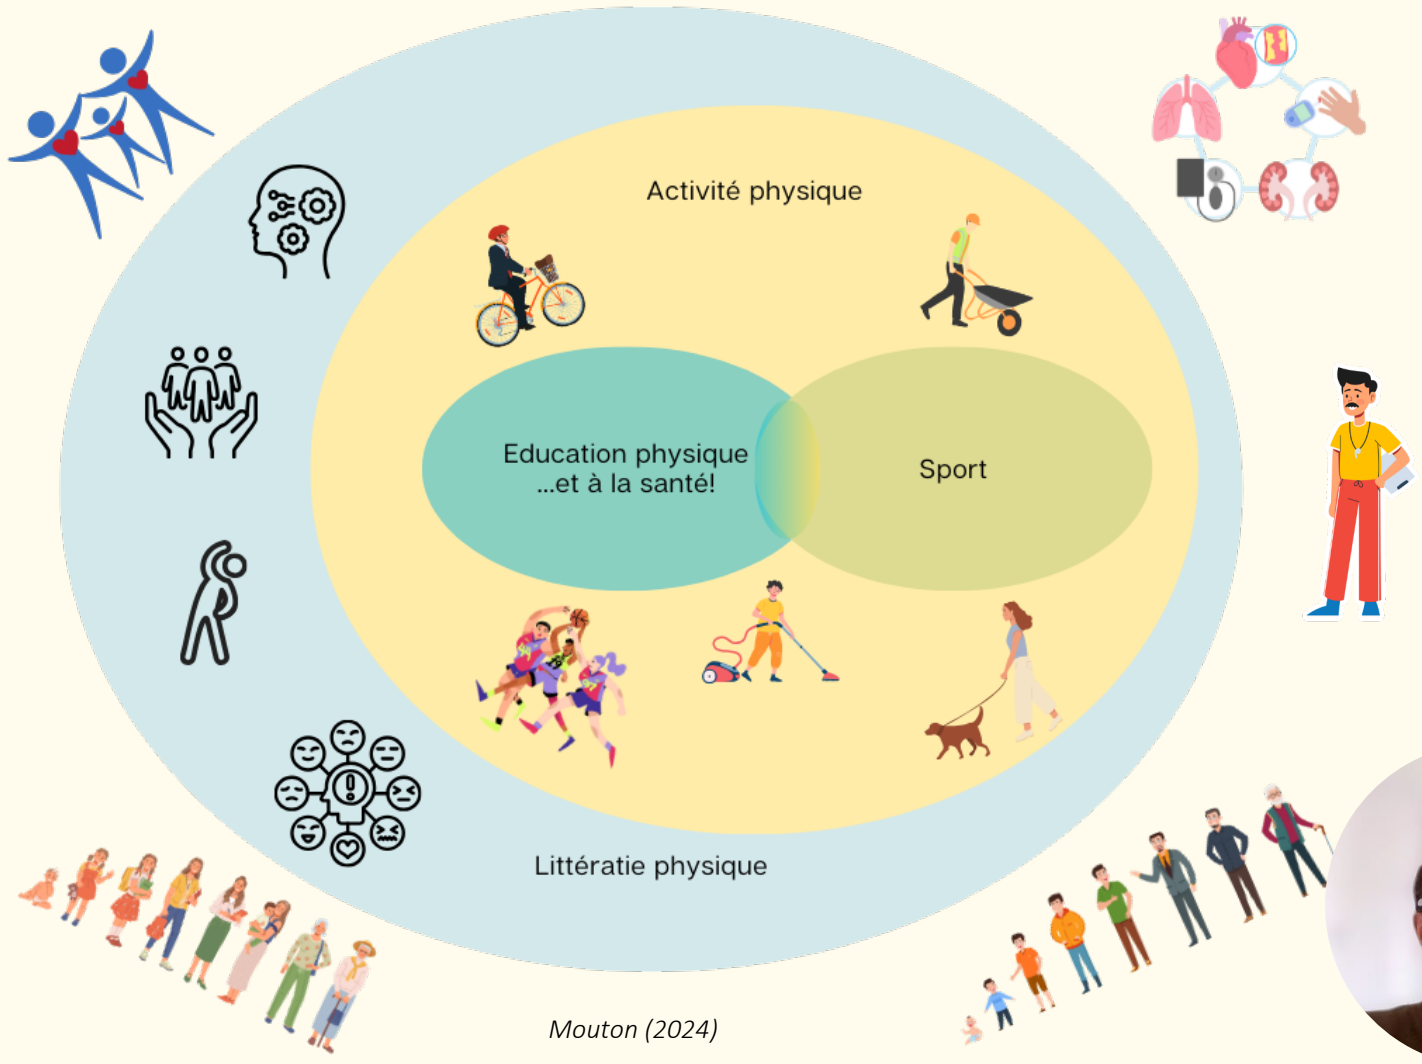 Activité physique
Education physique
...et à la santé!
Sport
Littératie physique
Mouton (2024)